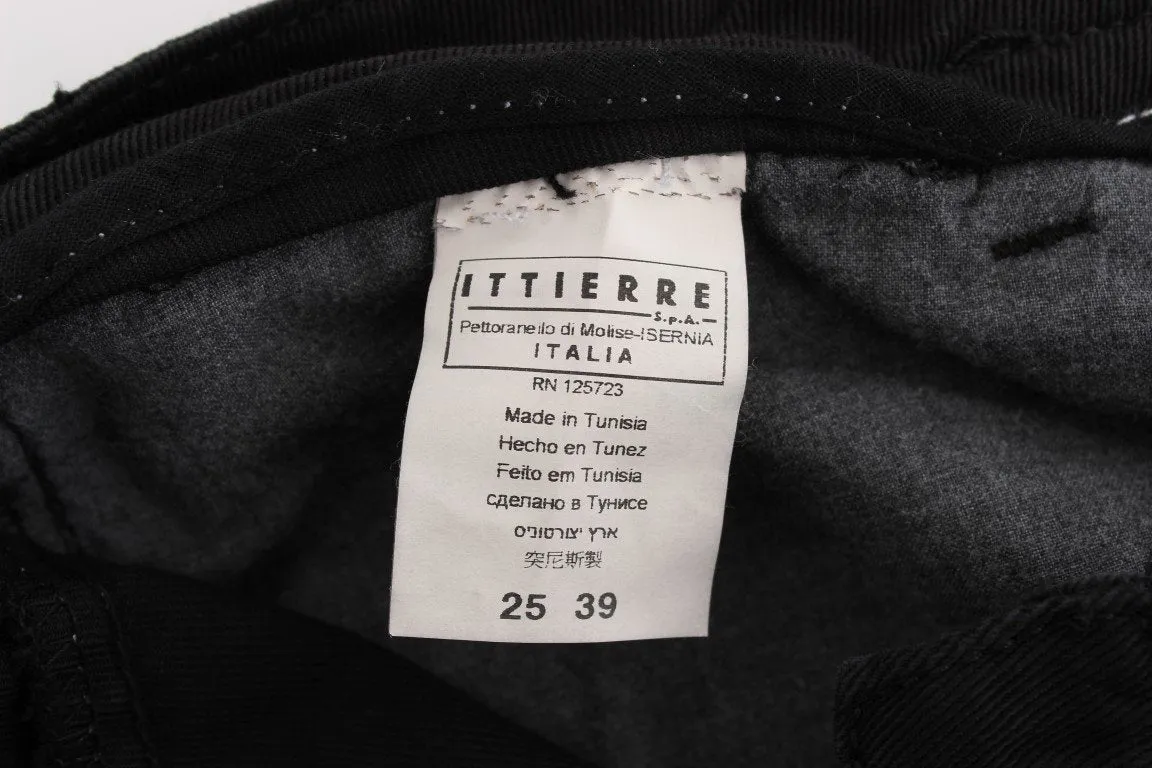 ITTIERRE
S.p.A.
Pettoranello di Molise-ISERNIA
ITALIA
RN 125723
Made in Tunisia
Hecho en Tunez
Feito em Tunisia
сделано в Тунисе
ארץ יצורטוניס
突尼斯製
25 39